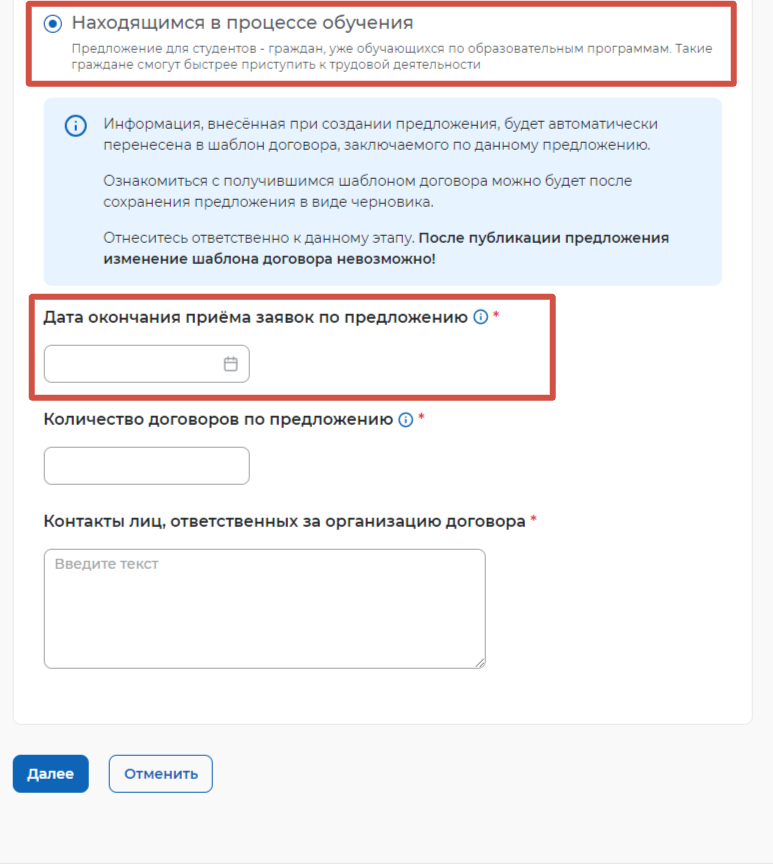 Находящимся в процессе обучения
Предложение для студентов - граждан, уже обучающихся по образовательным программам. Такие
граждане смогут быстрее приступить к трудовой деятельности
Информация, внесённая при создании предложения, будет автоматически
перенесена в шаблон договора, заключаемого по данному предложению.
Ознакомиться с получившимся шаблоном договора можно будет после
сохранения предложения в виде черновика.
Отнеситесь ответственно к данному этапу. После публикации предложения
изменение шаблона договора невозможно!
Дата окончания приёма заявок по предложению *
Количество договоров по предложению *
Контакты лиц, ответственных за организацию договора *
Введите текст
Далее Отменить